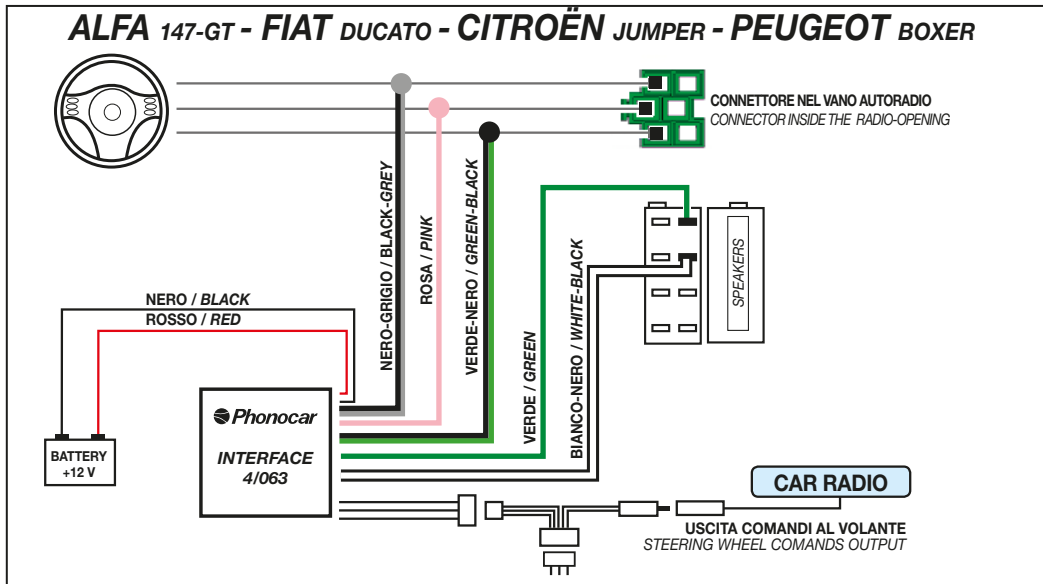 ALFA 147-GT - FIAT DUCATO - CITROËN JUMPER - PEUGEOT BOXER
CONNETTORE NEL VANO AUTORADIO
CONNECTOR INSIDE THE RADIO-OPENING
NERO-GRIGIO / BLACK-GREY
ROSA / PINK
VERDE-NERO / GREEN-BLACK
VERDE / GREEN
BIANCO-NERO / WHITE-BLACK
SPEAKERS
NERO / BLACK
ROSSO / RED
Phonocar
INTERFACE
4/063
BATTERY
+12 V
CAR RADIO
USCITA COMANDI AL VOLANTE
STEERING WHEEL COMANDS OUTPUT